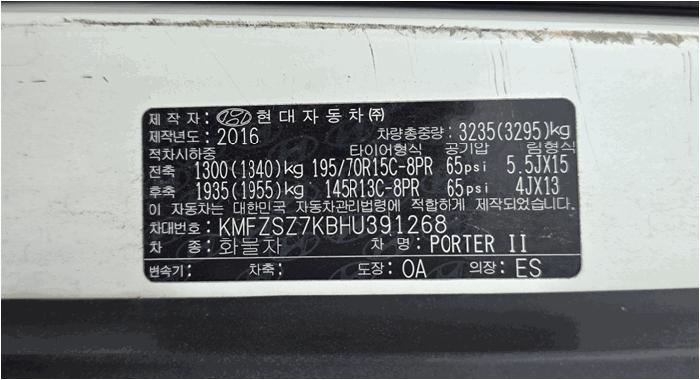 제 작 자: 현대자동차㈜
제작년도: 2016 차량총중량: 3235(3295)kg
적차시하중 타이어형식 공기압 림형식
전축 1300(1340)kg 195/70R15C-8PR 65psi 5.5JX15
후축 1935(1955)kg 145R13C-8PR 65psi 4JX13
이 자동차는 대한민국 자동차관리법령에 적합하게 제작되었습니다.
차대번호: KMFZSZ7KBHU391268
차 종: 화물차 차 명: PORTER II
변속기: 차축: 도장: OA 의장: ES